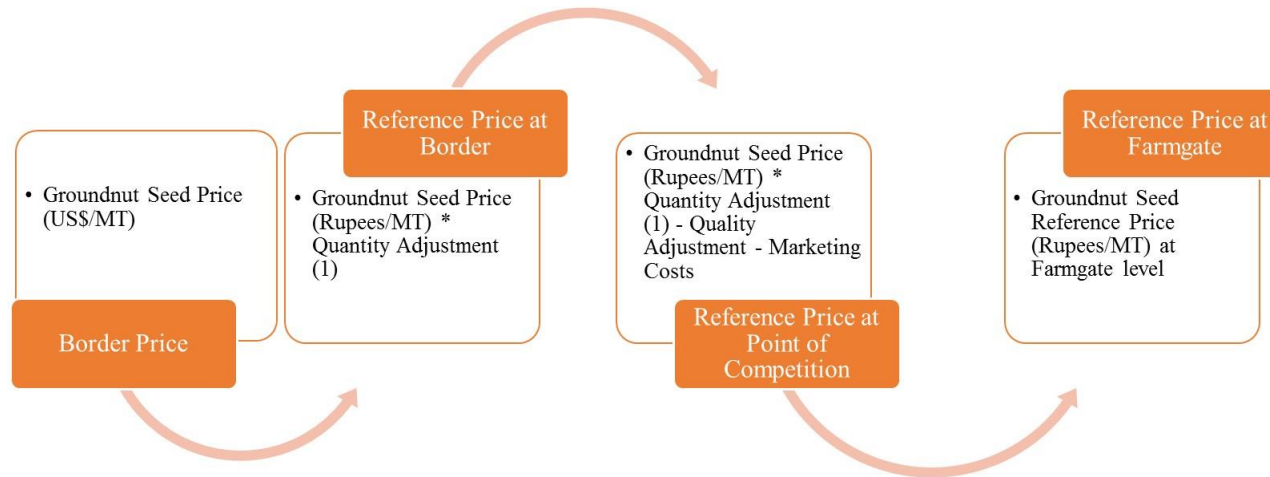 • Groundnut Seed Price
(US$/MT)
Border Price
Reference Price at
Border
• Groundnut Seed Price
(Rupees/MT) *
Quantity Adjustment
(1)
• Groundnut Seed Price
(Rupees/MT) *
Quantity Adjustment
(1) - Quality
Adjustment - Marketing
Costs
Reference Price at
Point of
Competition
Reference Price at
Farmgate
• Groundnut Seed
Reference Price
(Rupees/MT) at
Farmgate level